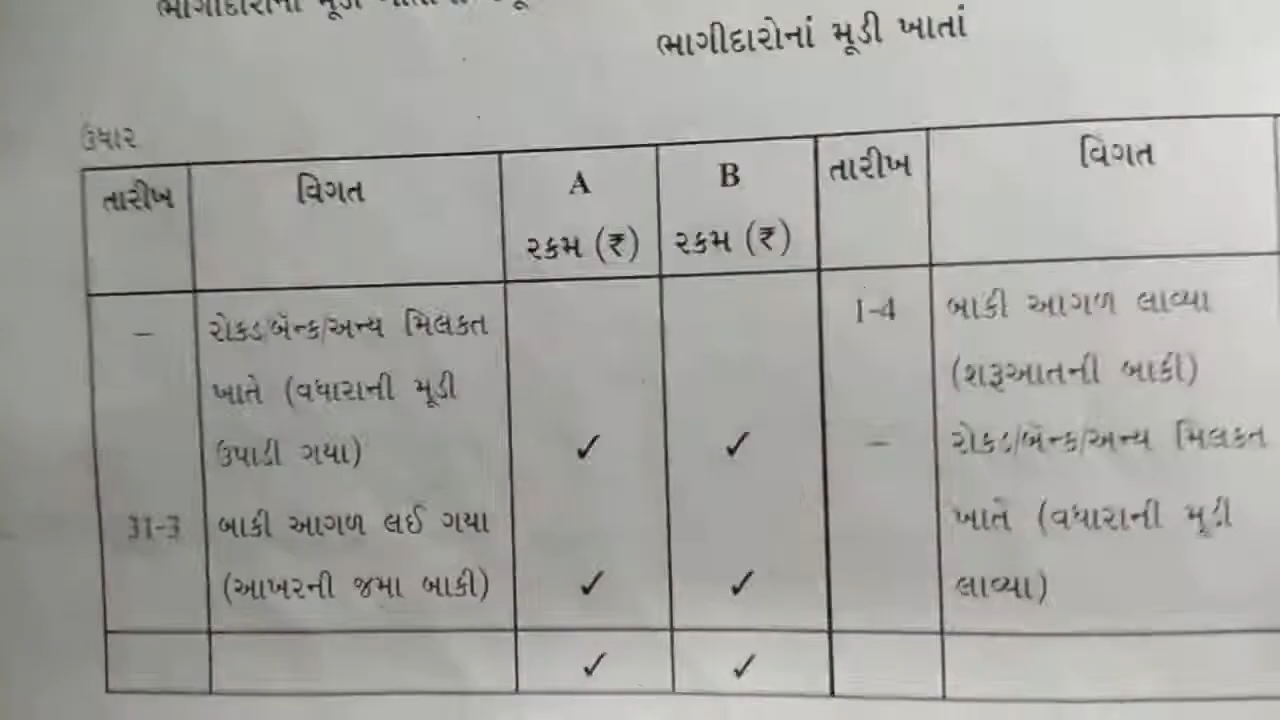 ભાગીદારોનાં મૂડી ખાતાં
ઉધાર
તારીખ વિગત A રકમ (₹) B રકમ (₹) તારીખ વિગત
– રોકડ/બૅન્ક/અન્ય મિલકત
ખાતે (વધારાની મૂડી
ઉપાડી ગયા) ✓ ✓
31-3 બાકી આગળ લઈ ગયા
(આખરની જમા બાકી) ✓ ✓
✓ ✓
1-4 બાકી આગળ લાવ્યા
(શરૂઆતની બાકી)
– રોકડ/બૅન્ક/અન્ય મિલકત
ખાતે (વધારાની મૂડી
લાવ્યા)